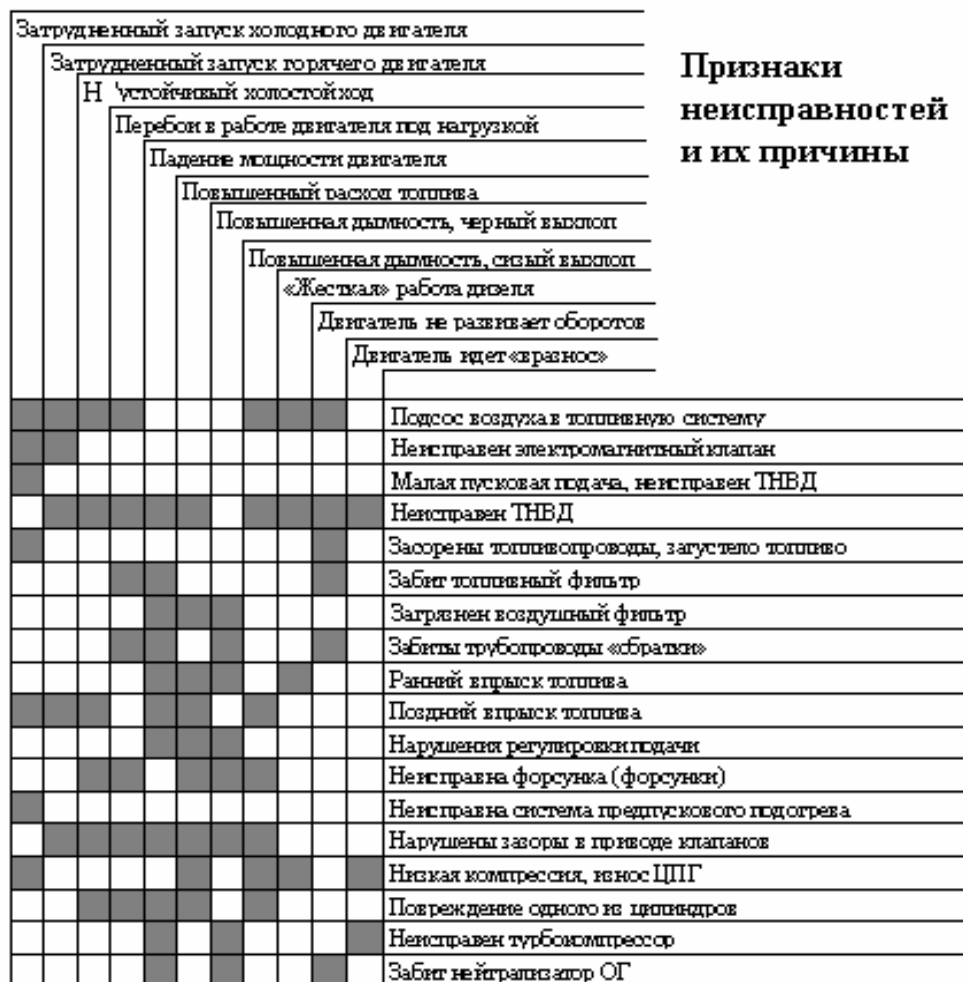 Затрудненный запуск холодного двигателя
Затрудненный запуск горячего двигателя
Н устойчивый холостой ход
Перебои в работе двигателя под нагрузкой
Падение мощности двигателя
Повышенный расход топлива
Повышенная дымность, черный выхлоп
Повышенная дымность, сизый выхлоп
«Жесткая» работа дизеля
Двигатель не развивает оборотов
Двигатель идет «вразнос»
Признаки
неисправностей
и их причины
Подсос воздуха в топливную систему
Неисправен электромагнитный клапан
Малая пусковая подача, неисправен ТНВД
Неисправен ТНВД
Засорены топливопроводы, загустело топливо
Забит топливный фильтр
Загрязнен воздушный фильтр
Забиты трубопроводы «обратки»
Ранний впрыск топлива
Поздний впрыск топлива
Нарушения регулировки подачи
Неисправна форсунка (форсунки)
Неисправна система предпускового подогрева
Нарушены зазоры в приводе клапанов
Низкая компрессия, износ ЦПГ
Повреждение одного из цилиндров
Неисправен турбокомпрессор
Забит нейтрализатор ОГ